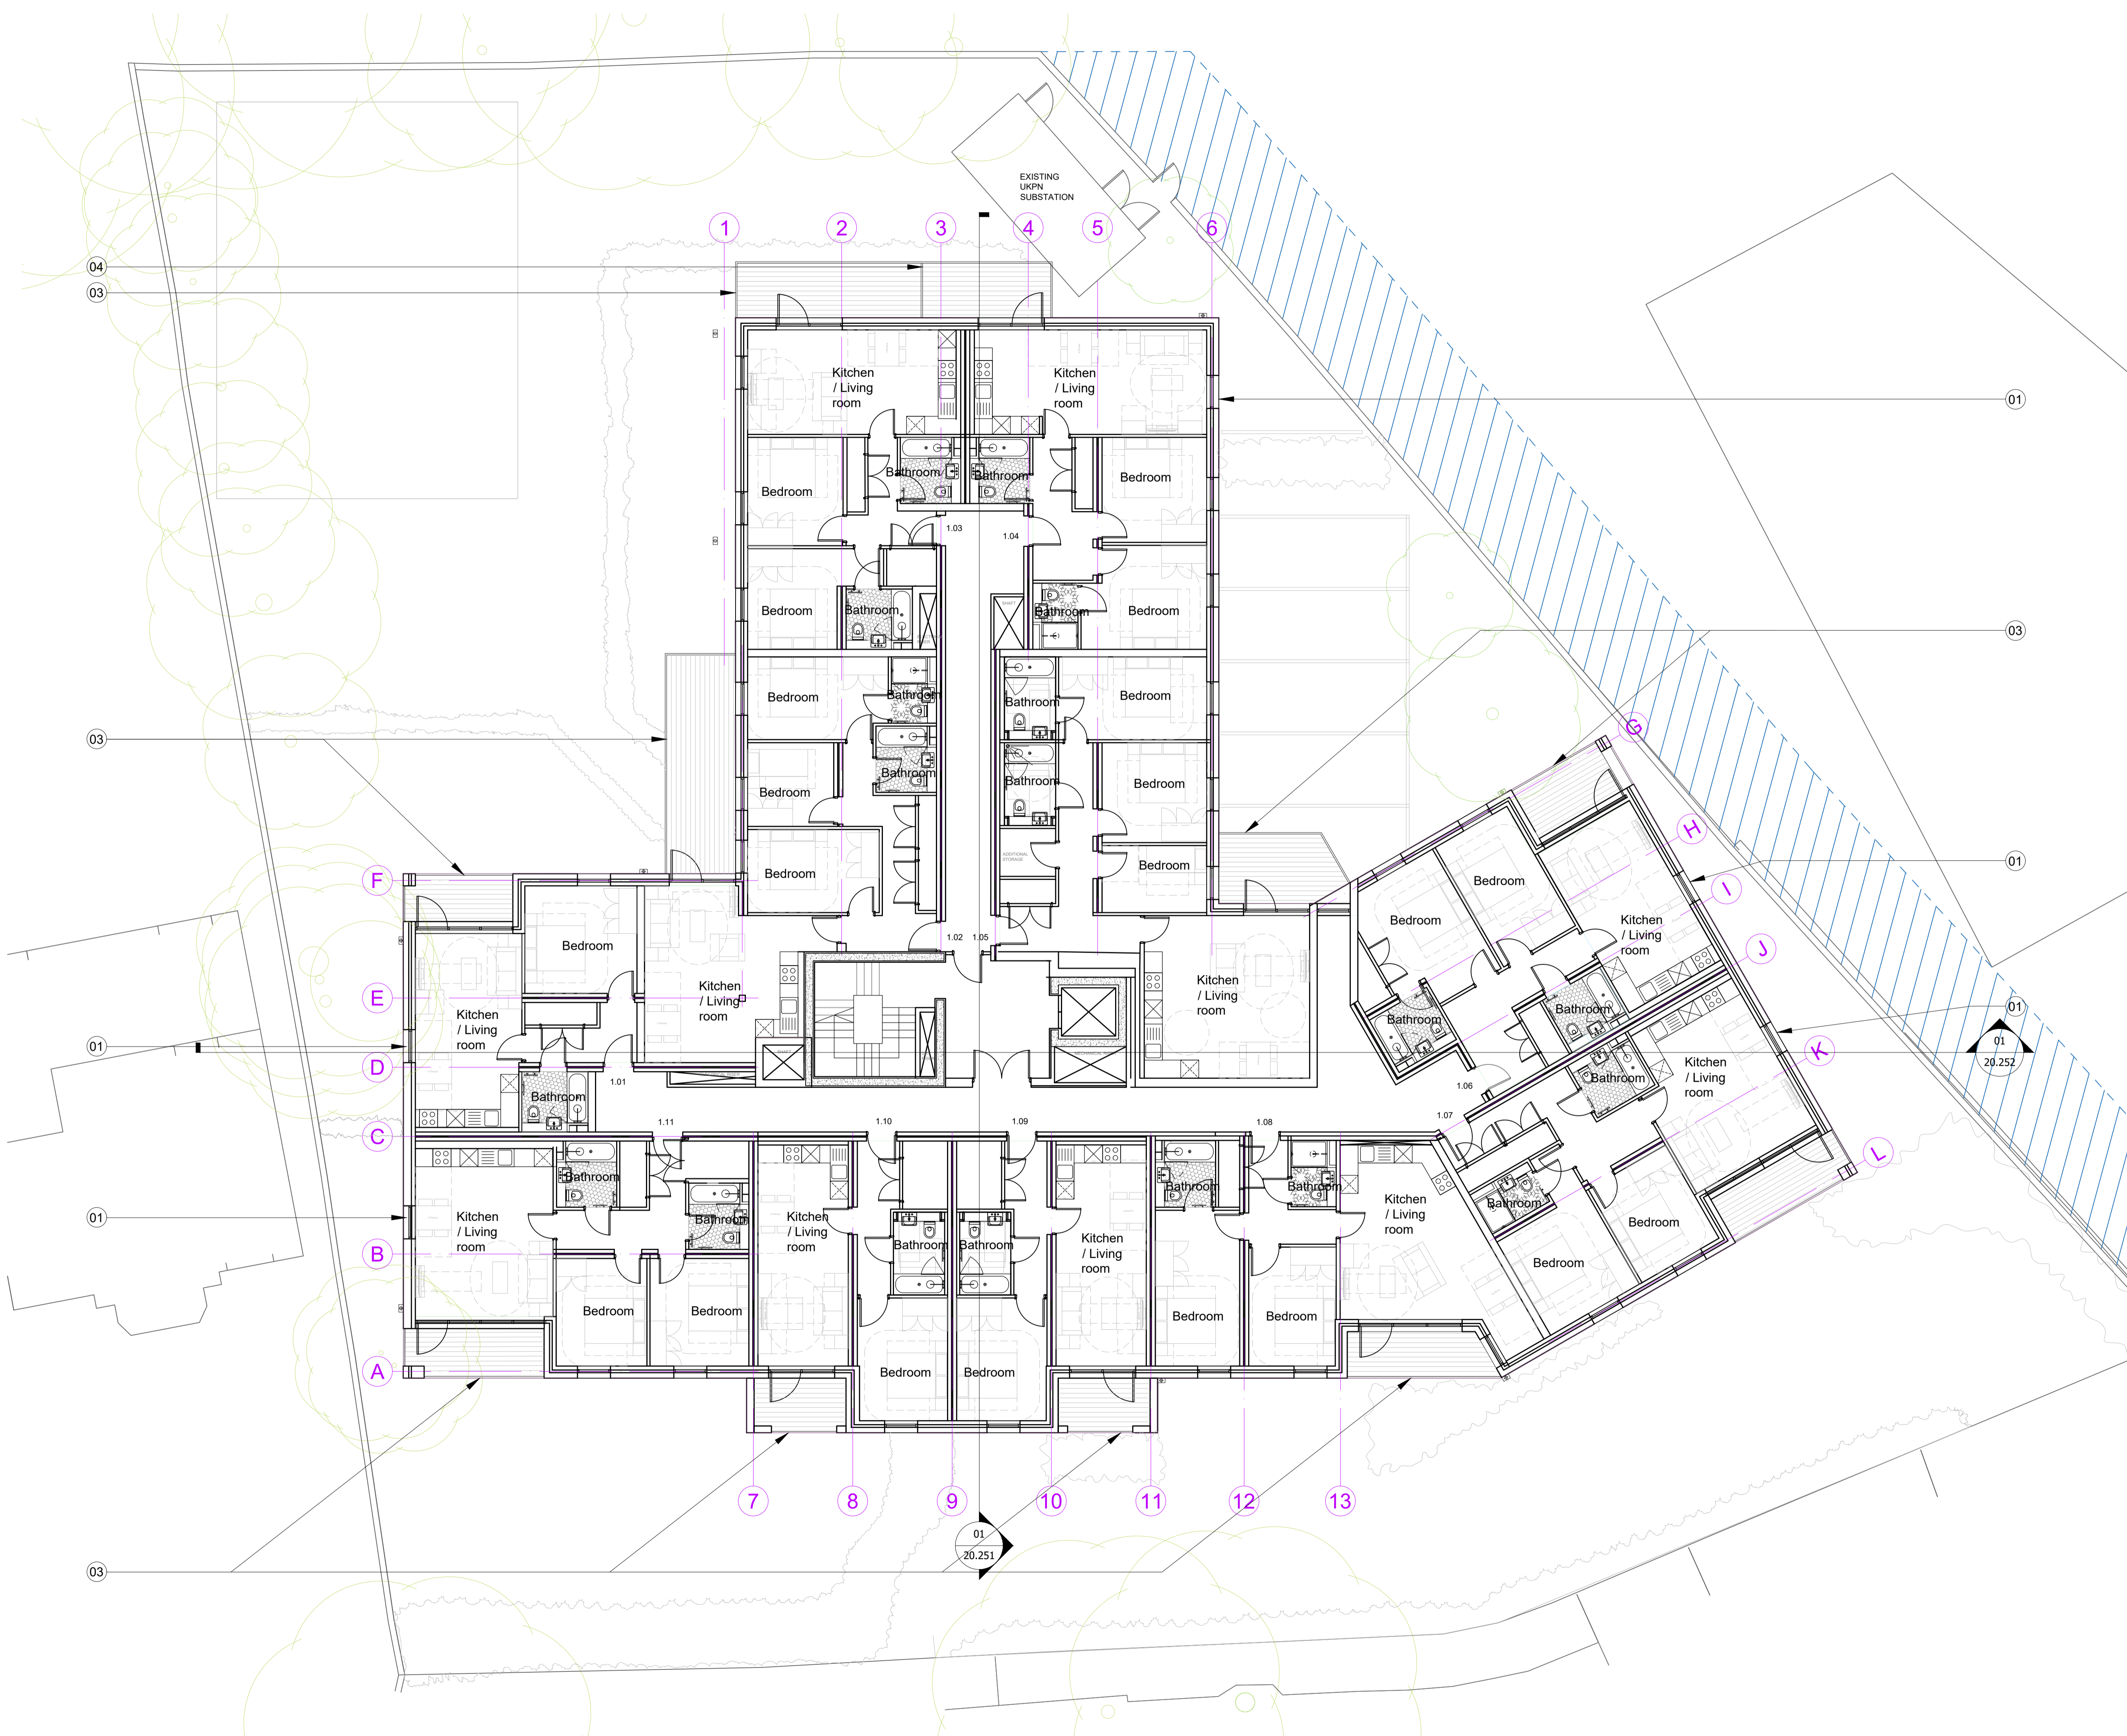 EXISTING
UKPN
SUBSTATION
1
2
3
4
5
6
04
03
Kitchen
/ Living
room
Kitchen
/ Living
room
01
Bathroom
Bathroom
Bedroom
Bedroom
1.03
1.04
SHAFT
Bedroom
Bathroom
Bathroom
Bedroom
03
Bedroom
Bathroom
Bathroom
Bedroom
03
G
Bathroom
Bathroom
Bedroom
Bedroom
Bedroom
H
ADDITIONAL
STORAGE
Bedroom
Bedroom
01
F
Bedroom
I
Bedroom
Kitchen
/ Living
room
Bedroom
1.02
1.05
J
E
Kitchen
/ Living
room
Kitchen
/ Living
room
Kitchen
/ Living
room
Bathroom
Bathroom
01
01
20.252
01
D
SHAFT
K
Kitchen
/ Living
room
Bathroom
1.01
1.06
Bathroom
1.07
C
1.11
1.10
1.09
1.08
L
Bathroom
Bathroom
Bathroom
Bathroom
01
Kitchen
/ Living
room
Bathroom
Kitchen
/ Living
room
Kitchen
/ Living
room
Bedroom
B
Bathroom
Bathroom
Kitchen
/ Living
room
Bedroom
Bedroom
Bedroom
Bedroom
Bedroom
A
Bedroom
Bedroom
7
8
9
10
11
12
13
01
20.251
03